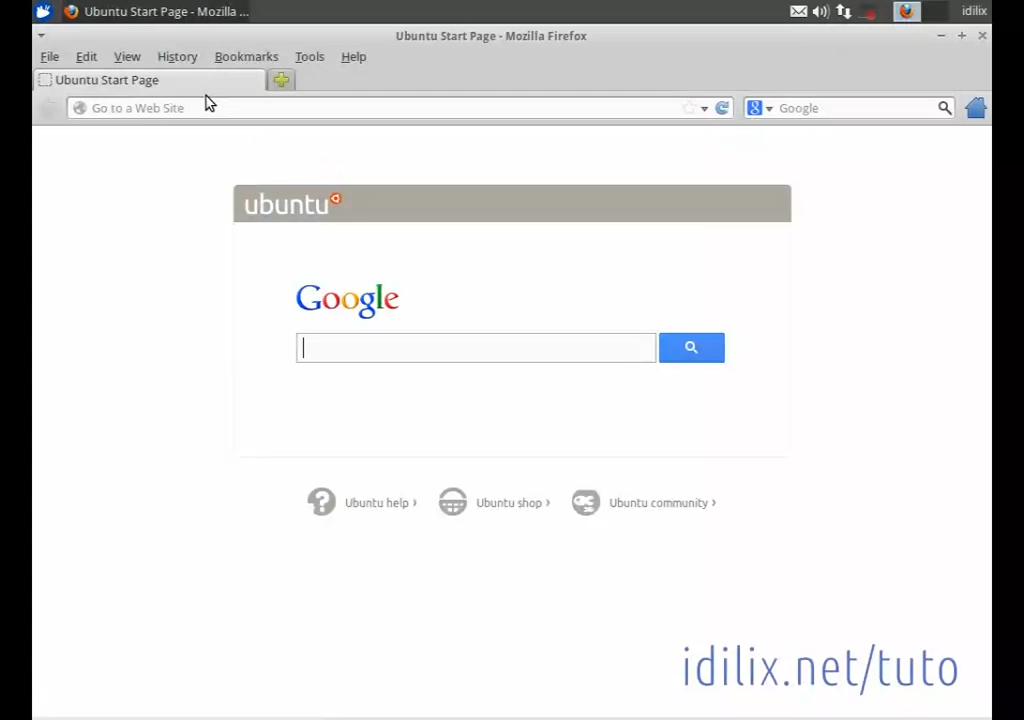 Ubuntu Start Page - Mozilla ...
idilix
Ubuntu Start Page - Mozilla Firefox
File Edit View History Bookmarks Tools Help
Ubuntu Start Page
Go to a Web Site
Google
ubuntu
Google
Ubuntu help ›
Ubuntu shop ›
Ubuntu community ›
idilix.net/tuto